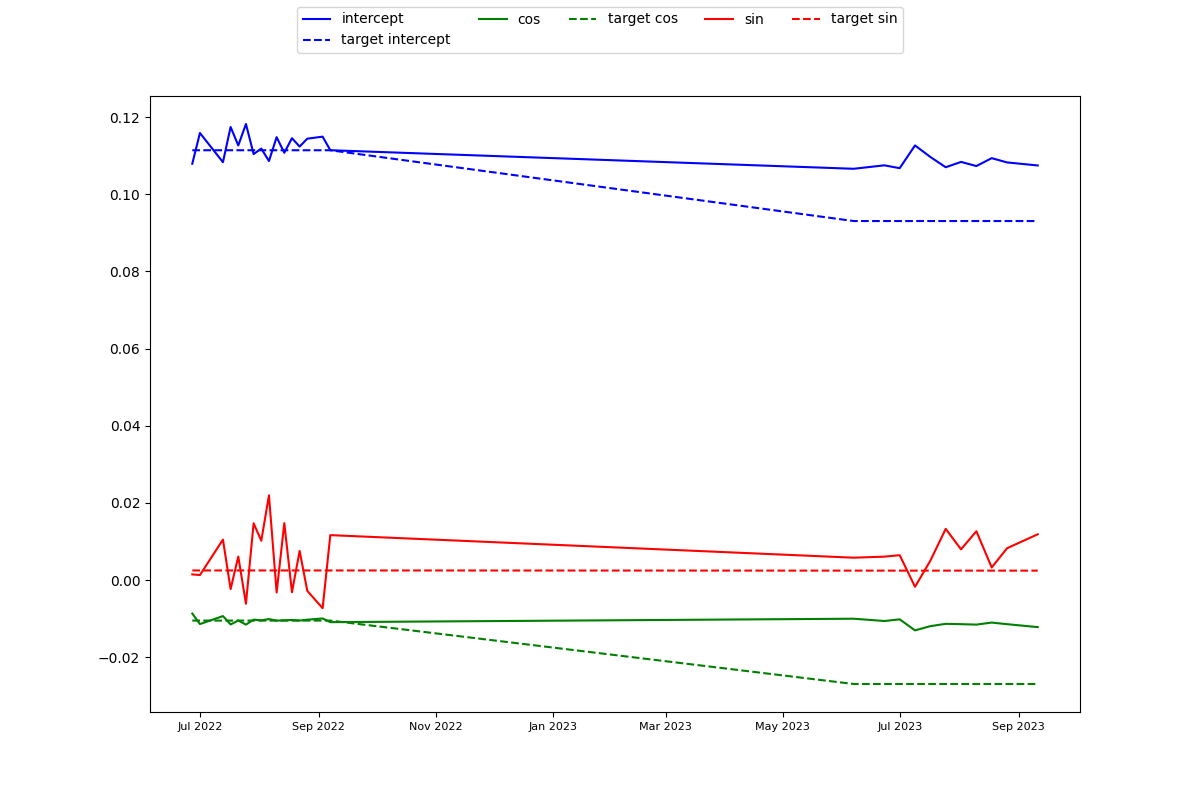 intercept cos target cos sin target sin
target intercept
0.12
0.10
0.08
0.06
0.04
0.02
0.00
−0.02
Jul 2022 Sep 2022 Nov 2022 Jan 2023 Mar 2023 May 2023 Jul 2023 Sep 2023